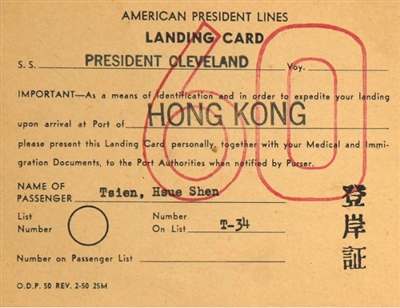 AMERICAN PRESIDENT LINES
LANDING CARD
S. S. PRESIDENT CLEVELAND Voy.
IMPORTANT—As a means of identification and in order to expedite your landing
upon arrival at Port of HONG KONG
please present this Landing Card personally, together with your Medical and Immi-
gration Documents, to the Port Authorities when notified by Purser.
60
NAME OF
PASSENGER Tsien, Hsue Shen
List
Number
Number
On List T-34
登岸証
Number on Passenger List
O.D.P. 50 REV. 2-50 25M